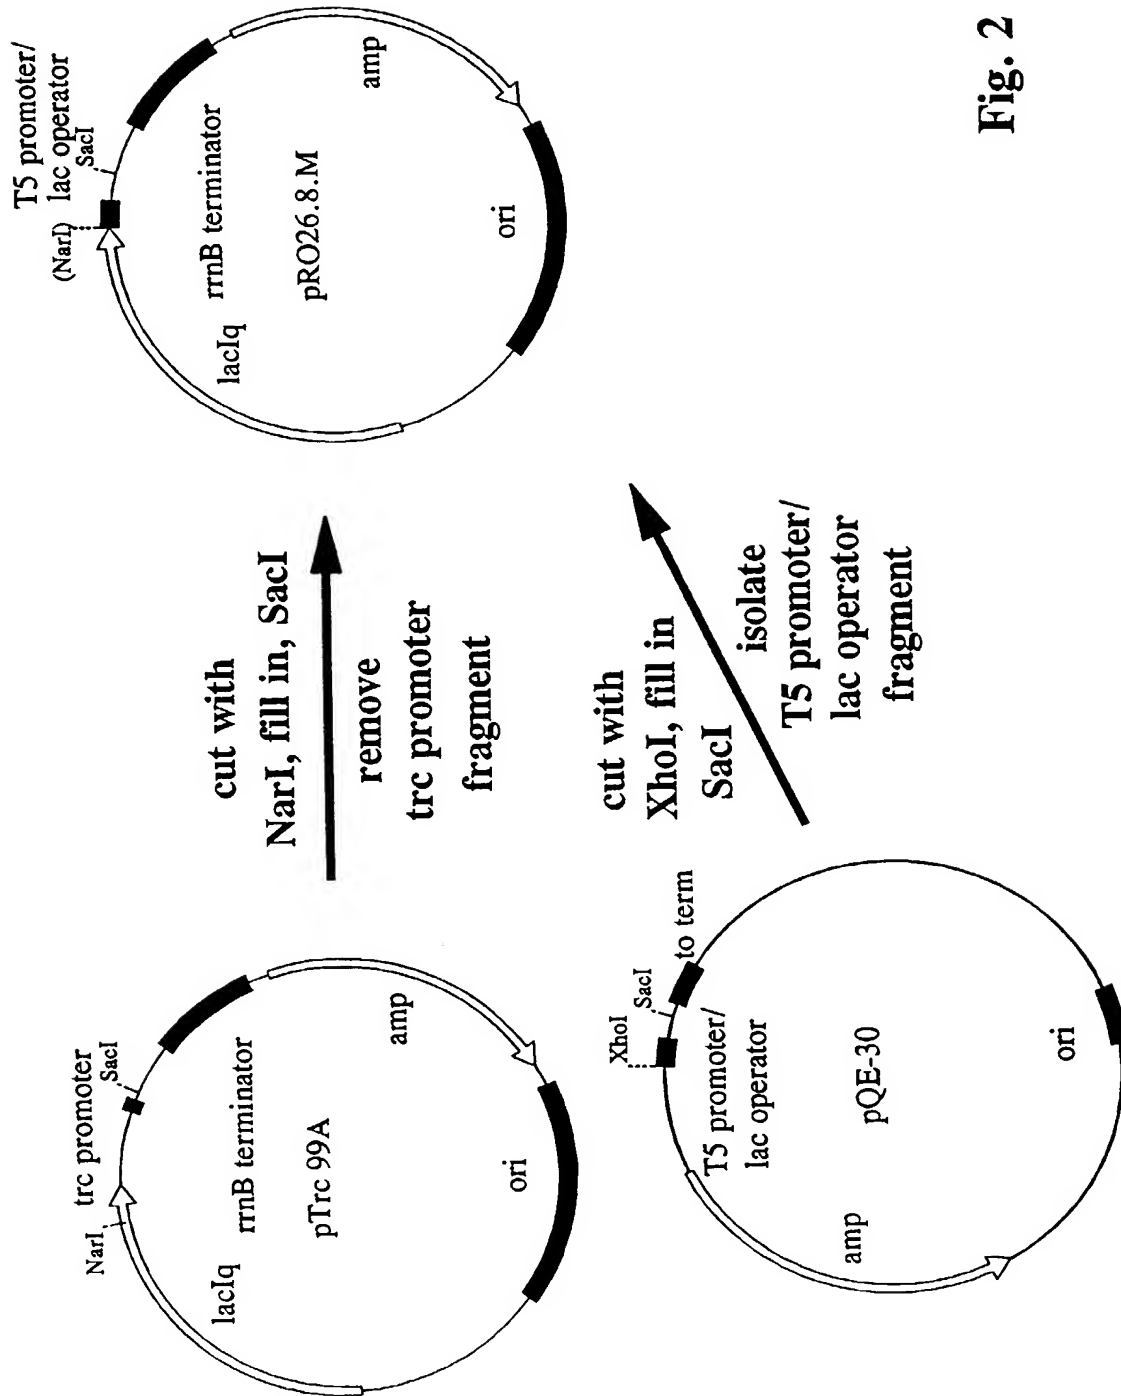 NarI
trc promoter
SacI
lacIq
rrnB terminator
pTrc 99A
amp
ori
cut with
NarI, fill in, SacI
remove
trc promoter
fragment
T5 promoter/
lac operator
(NarI)
SacI
lacIq
rrnB terminator
pRO26.8.M
amp
ori
XhoI
SacI
to term
T5 promoter/
lac operator
amp
pQE-30
ori
cut with
XhoI, fill in
SacI
isolate
T5 promoter/
lac operator
fragment
Fig. 2